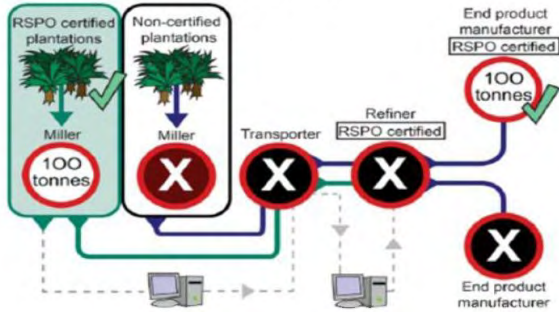 RSPO certified
plantations
Miller
100
tonnes
Non-certified
plantations
Miller
X
Transporter
X
Refiner
RSPO certified
X
End product
manufacturer
RSPO certified
100
tonnes
X
End product
manufacturer